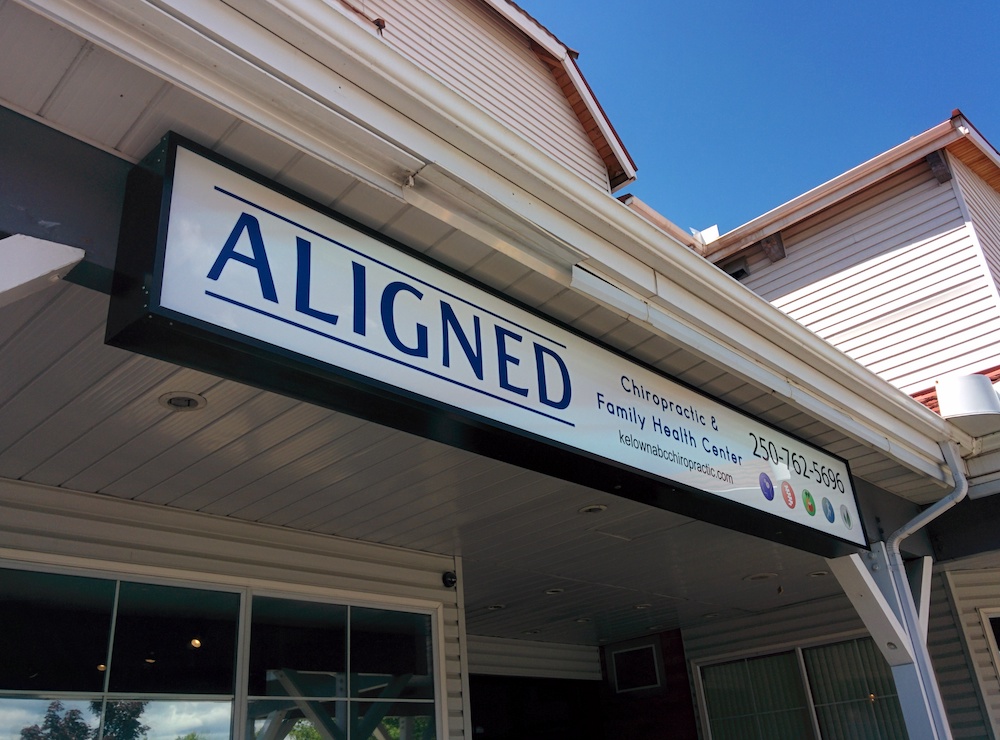 ALIGNED
Chiropractic &
Family Health Center
kelownabcchiropractic.com
250-762-5696